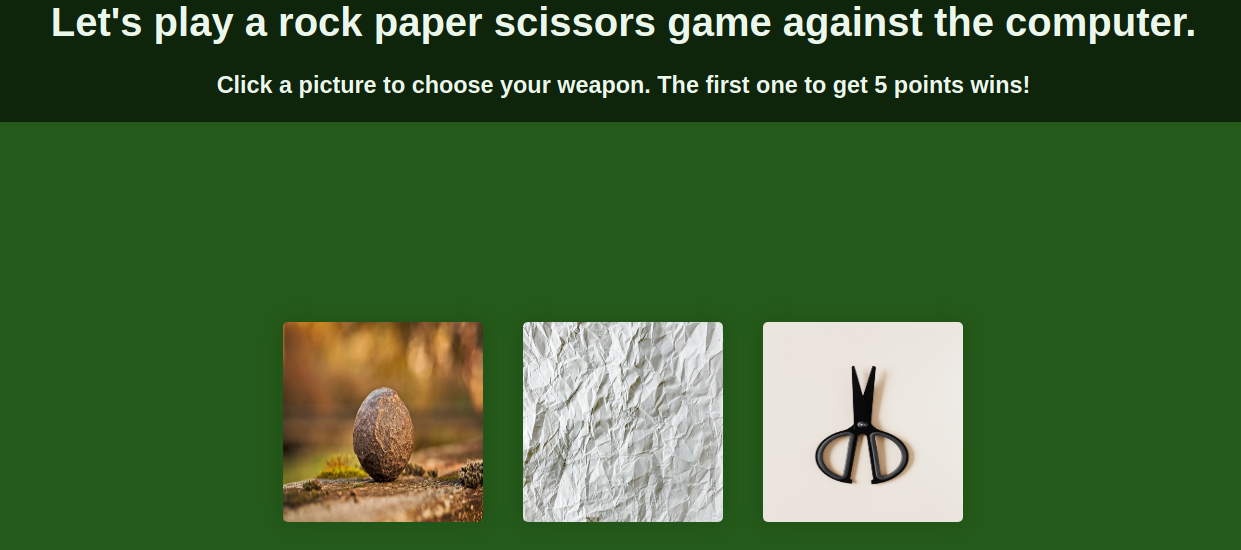 Let's play a rock paper scissors game against the computer.
Click a picture to choose your weapon. The first one to get 5 points wins!